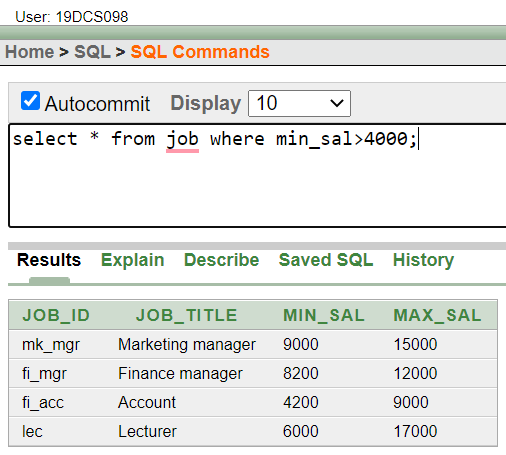 User: 19DCS098
Home > SQL > SQL Commands
Autocommit Display 10
select * from job where min_sal>4000;
Results Explain Describe Saved SQL History
JOB_ID JOB_TITLE MIN_SAL MAX_SAL
mk_mgr Marketing manager 9000 15000
fi_mgr Finance manager 8200 12000
fi_acc Account 4200 9000
lec Lecturer 6000 17000